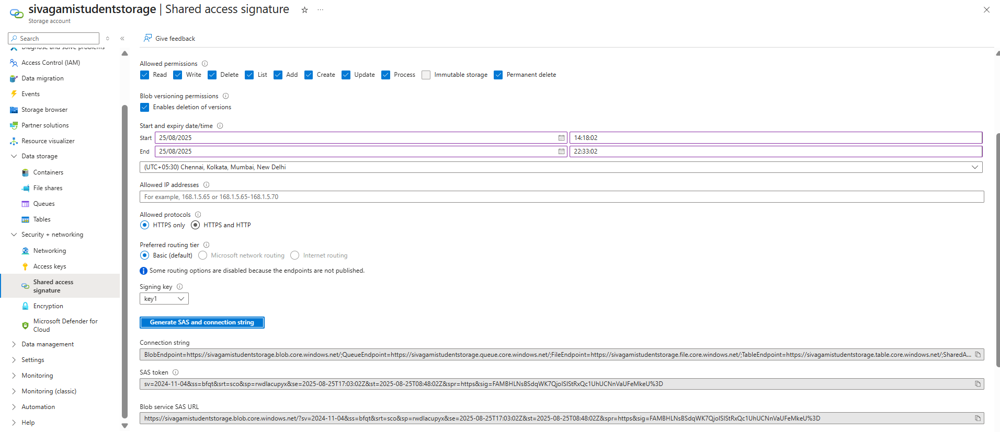 sivagamistudentstorage | Shared access signature
Storage account
Search
Give feedback
Diagnose and solve problems
Access Control (IAM)
Data migration
Events
Storage browser
Partner solutions
Resource visualizer
Data storage
Containers
File shares
Queues
Tables
Security + networking
Networking
Access keys
Shared access
signature
Encryption
Microsoft Defender for
Cloud
Data management
Settings
Monitoring
Monitoring (classic)
Automation
Help
Allowed permissions
Read Write Delete List Add Create Update Process Immutable storage Permanent delete
Blob versioning permissions
Enables deletion of versions
Start and expiry date/time
Start 25/08/2025 14:18:02
End 25/08/2025 22:33:02
(UTC+05:30) Chennai, Kolkata, Mumbai, New Delhi
Allowed IP addresses
For example, 168.1.5.65 or 168.1.5.65-168.1.5.70
Allowed protocols
HTTPS only HTTPS and HTTP
Preferred routing tier
Basic (default) Microsoft network routing Internet routing
Some routing options are disabled because the endpoints are not published.
Signing key
key1
Generate SAS and connection string
Connection string
BlobEndpoint=https://sivagamistudentstorage.blob.core.windows.net/;QueueEndpoint=https://sivagamistudentstorage.queue.core.windows.net/;FileEndpoint=https://sivagamistudentstorage.file.core.windows.net/;TableEndpoint=https://sivagamistudentstorage.table.core.windows.net/;SharedA...
SAS token
sv=2024-11-04&ss=bfqt&srt=sco&sp=rwdlacupyx&se=2025-08-25T17:03:02Z&st=2025-08-25T08:48:02Z&spr=https&sig=FAMBHLNsBSdqWK7QjoISIStRxQc1UhUCNnVaUFeMkeU%3D
Blob service SAS URL
https://sivagamistudentstorage.blob.core.windows.net/?sv=2024-11-04&ss=bfqt&srt=sco&sp=rwdlacupyx&se=2025-08-25T17:03:02Z&st=2025-08-25T08:48:02Z&spr=https&sig=FAMBHLNsBSdqWK7QjoISIStRxQc1UhUCNnVaUFeMkeU%3D